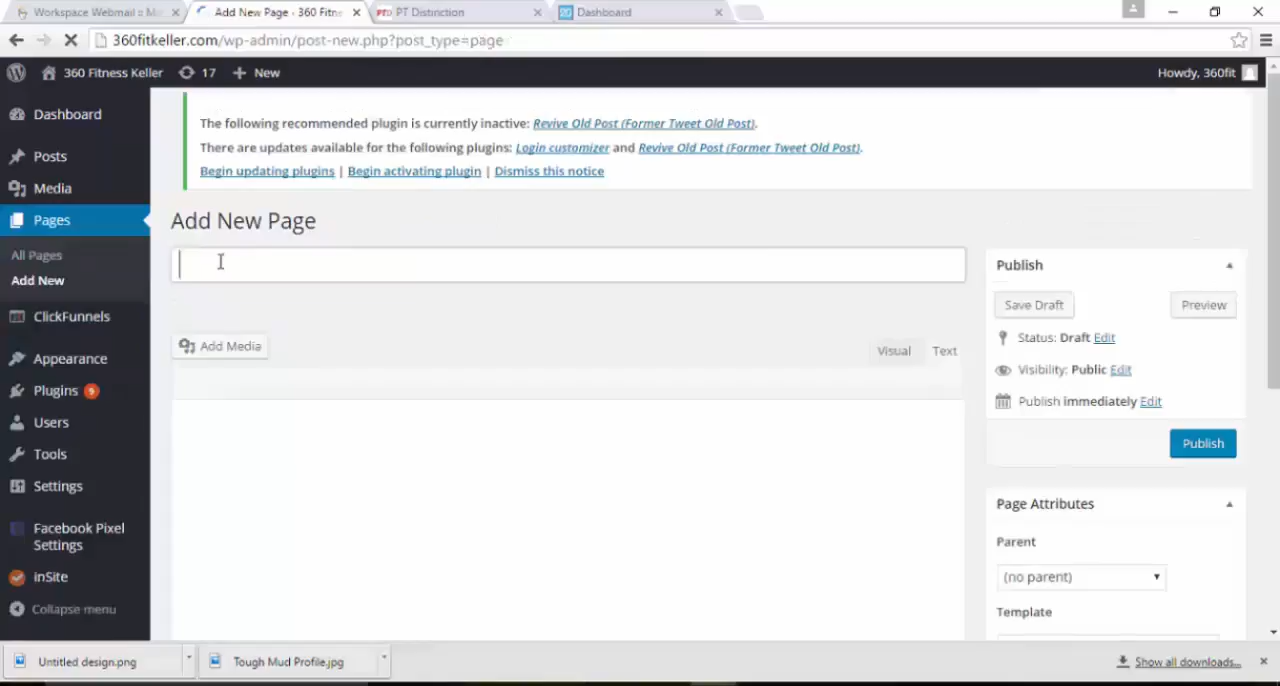 Workspace Webmail :: Ma
Add New Page · 360 Fitn
PT Distinction
Dashboard
360fitkeller.com/wp-admin/post-new.php?post_type=page
360 Fitness Keller
17
New
Howdy, 360fit
Dashboard
Posts
Media
Pages
All Pages
Add New
ClickFunnels
Appearance
Plugins 5
Users
Tools
Settings
Facebook Pixel
Settings
inSite
Collapse menu
The following recommended plugin is currently inactive: Revive Old Post (Former Tweet Old Post).
There are updates available for the following plugins: Login customizer and Revive Old Post (Former Tweet Old Post).
Begin updating plugins | Begin activating plugin | Dismiss this notice
Add New Page
Add Media
Visual
Text
Publish
Save Draft
Preview
Status: Draft Edit
Visibility: Public Edit
Publish immediately Edit
Publish
Page Attributes
Parent
(no parent)
Template
Untitled design.png
Tough Mud Profile.jpg
Show all downloads...